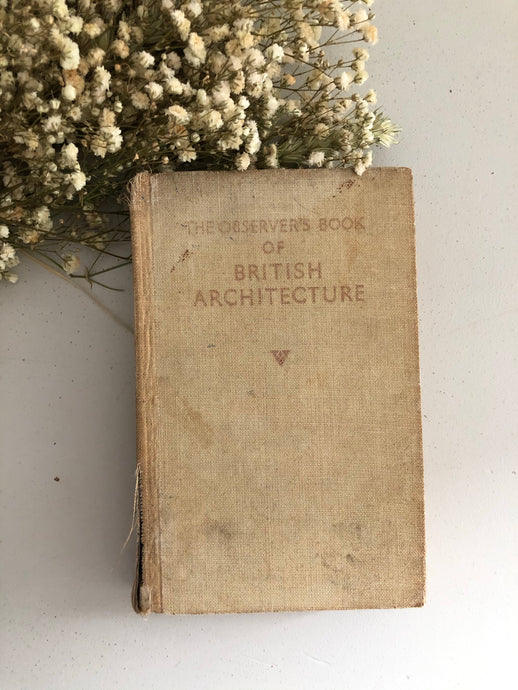 THE OBSERVER'S BOOK
OF
BRITISH
ARCHITECTURE